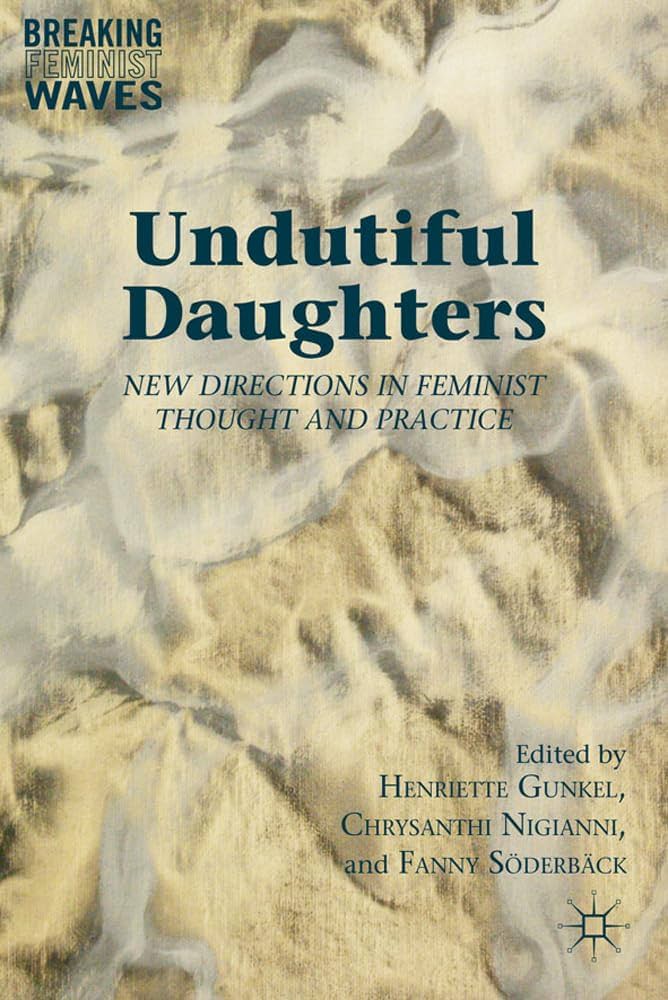 BREAKING
FEMINIST
WAVES
Undutiful
Daughters
NEW DIRECTIONS IN FEMINIST
THOUGHT AND PRACTICE
Edited by
HENRIETTE GUNKEL,
CHRYSANTHI NIGIANNI,
and FANNY SÖDERBÄCK